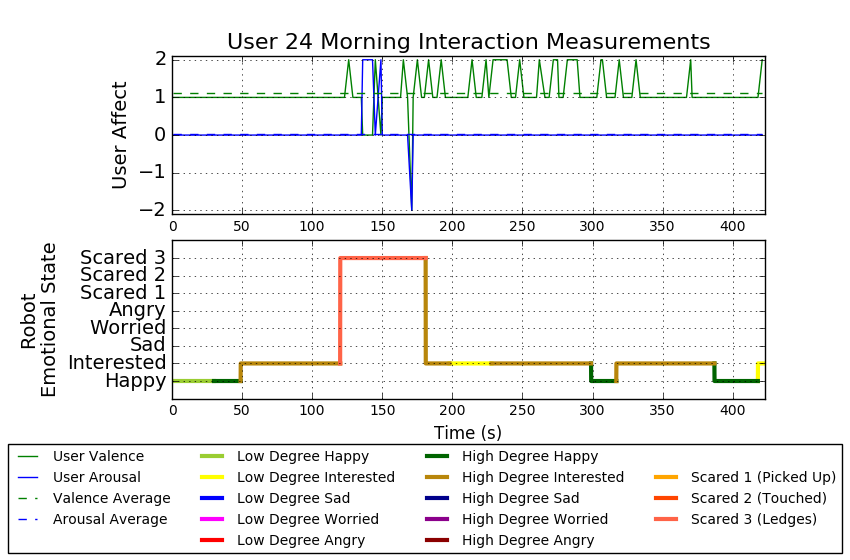 User 24 Morning Interaction Measurements
User Affect
2
1
0
−1
−2
0 50 100 150 200 250 300 350 400
Robot
Emotional State
Scared 3
Scared 2
Scared 1
Angry
Worried
Sad
Interested
Happy
0 50 100 150 200 250 300 350 400
Time (s)
User Valence Low Degree Happy High Degree Happy
User Arousal Low Degree Interested High Degree Interested Scared 1 (Picked Up)
Valence Average Low Degree Sad High Degree Sad Scared 2 (Touched)
Arousal Average Low Degree Worried High Degree Worried Scared 3 (Ledges)
Low Degree Angry High Degree Angry